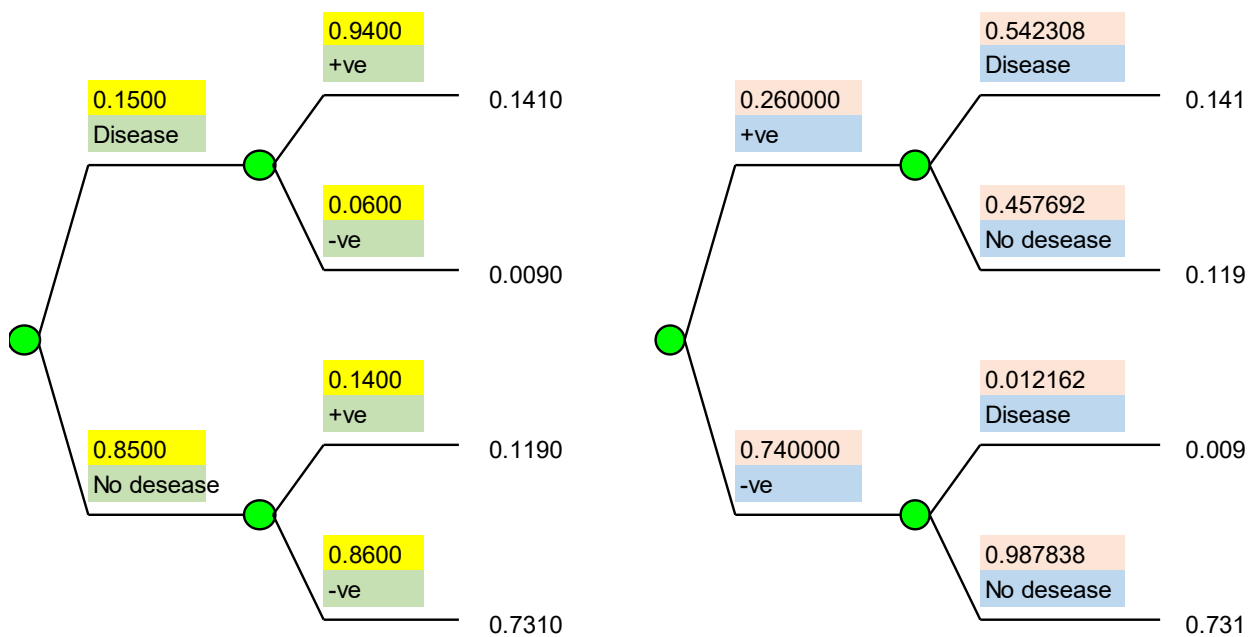 0.9400
+ve
0.1410
0.1500
Disease
0.0600
-ve
0.0090
0.1400
+ve
0.1190
0.8500
No desease
0.8600
-ve
0.7310
0.542308
Disease
0.141
0.260000
+ve
0.457692
No desease
0.119
0.012162
Disease
0.009
0.740000
-ve
0.987838
No desease
0.731